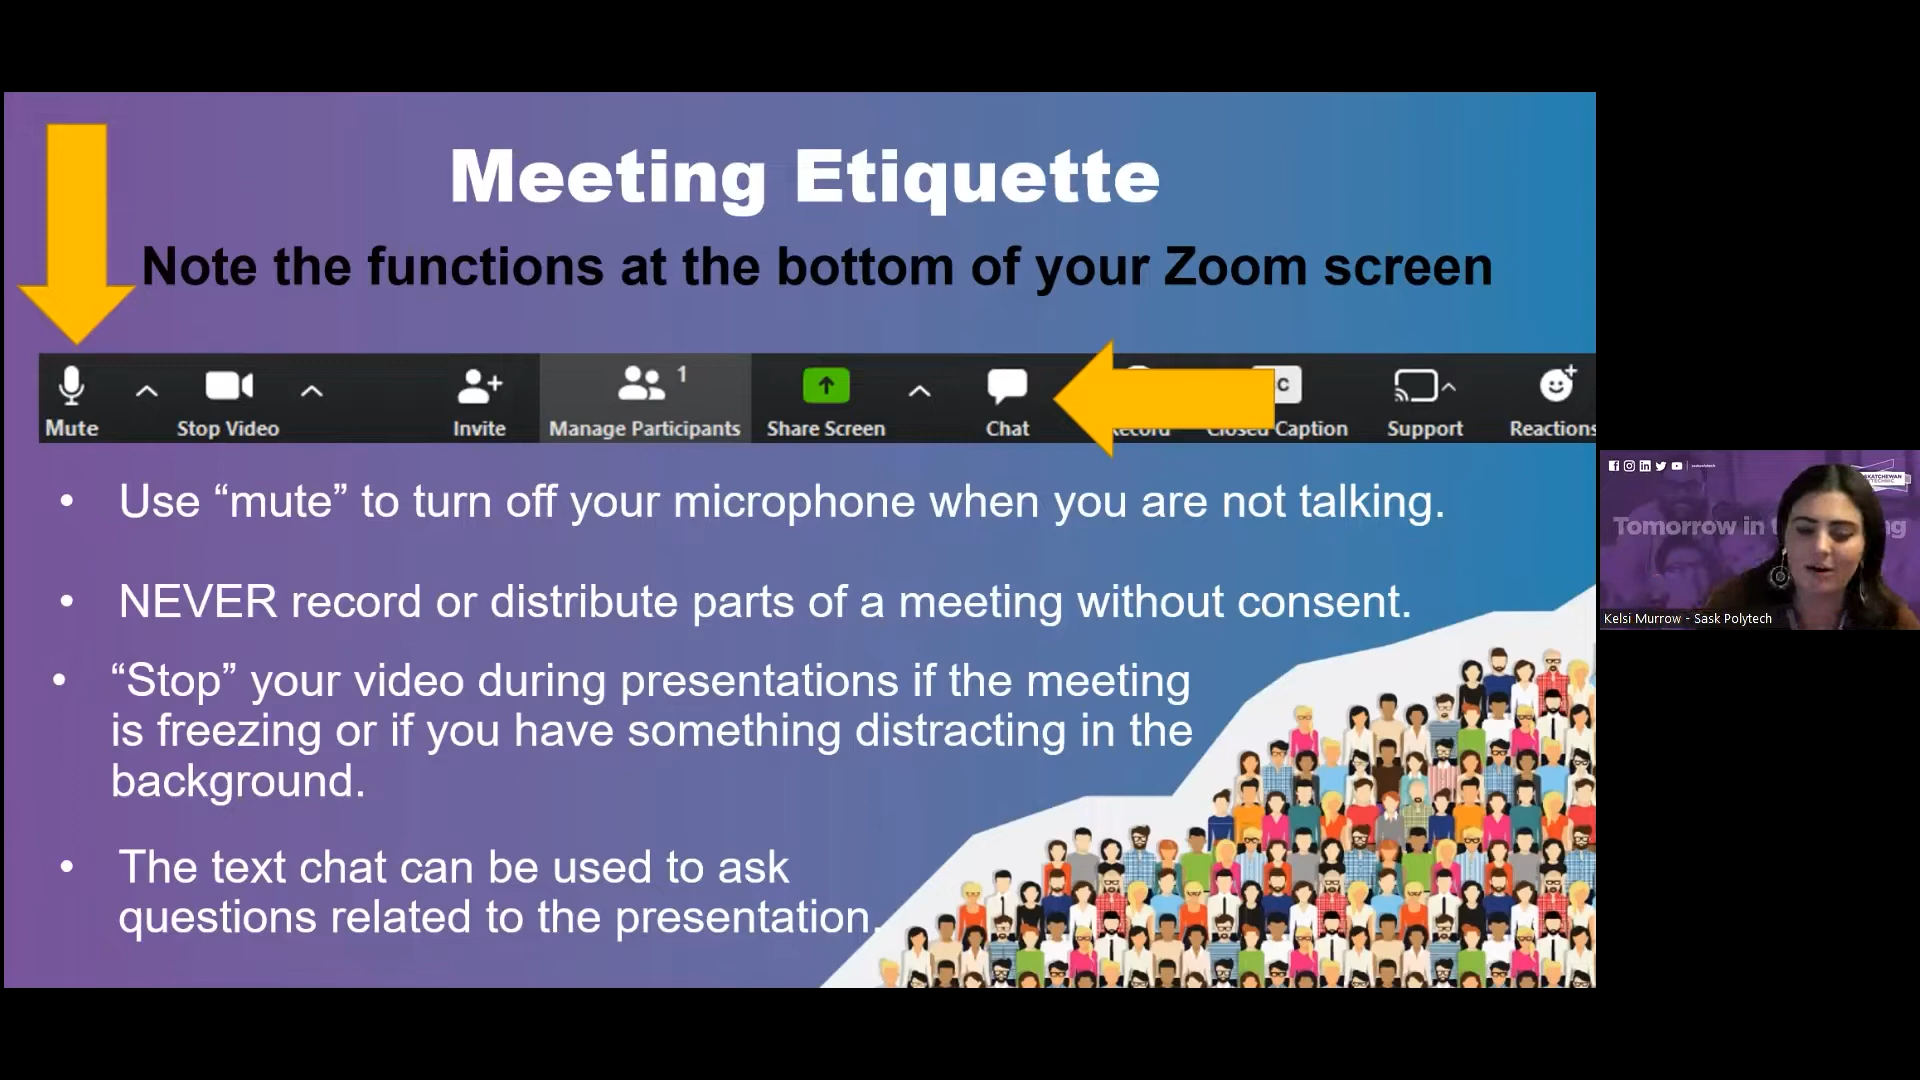 Meeting Etiquette
Note the functions at the bottom of your Zoom screen
1
Mute Stop Video Invite Manage Participants Share Screen Chat Record Closed Caption Support Reactions
• Use “mute” to turn off your microphone when you are not talking.
• NEVER record or distribute parts of a meeting without consent.
• “Stop” your video during presentations if the meeting
is freezing or if you have something distracting in the
background.
• The text chat can be used to ask
questions related to the presentation.
Tomorrow in
Kelsi Murrow - Sask Polytech